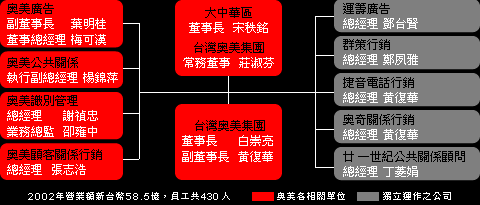 奧美廣告
副董事長 葉明桂
董事總經理 梅可漢
奧美公共關係
執行副總經理 楊錦萍
奧美識別管理
總經理 謝禎忠
業務總監 邵雍中
奧美顧客關係行銷
總經理 張志浩
大中華區
董事長 宋秩銘
台灣奧美集團
常務董事 莊淑芬
台灣奧美集團
董事長 白崇亮
副董事長 黃復華
運籌廣告
總經理 鄧台賢
群策行銷
總經理 鄭夙雅
捷音電話行銷
總經理 黃復華
奧奇關係行銷
總經理 黃復華
廿一世紀公共關係顧問
總經理 丁菱娟
2002年營業額新台幣58.5億，員工共430人
奧美各相關單位
獨立運作之公司